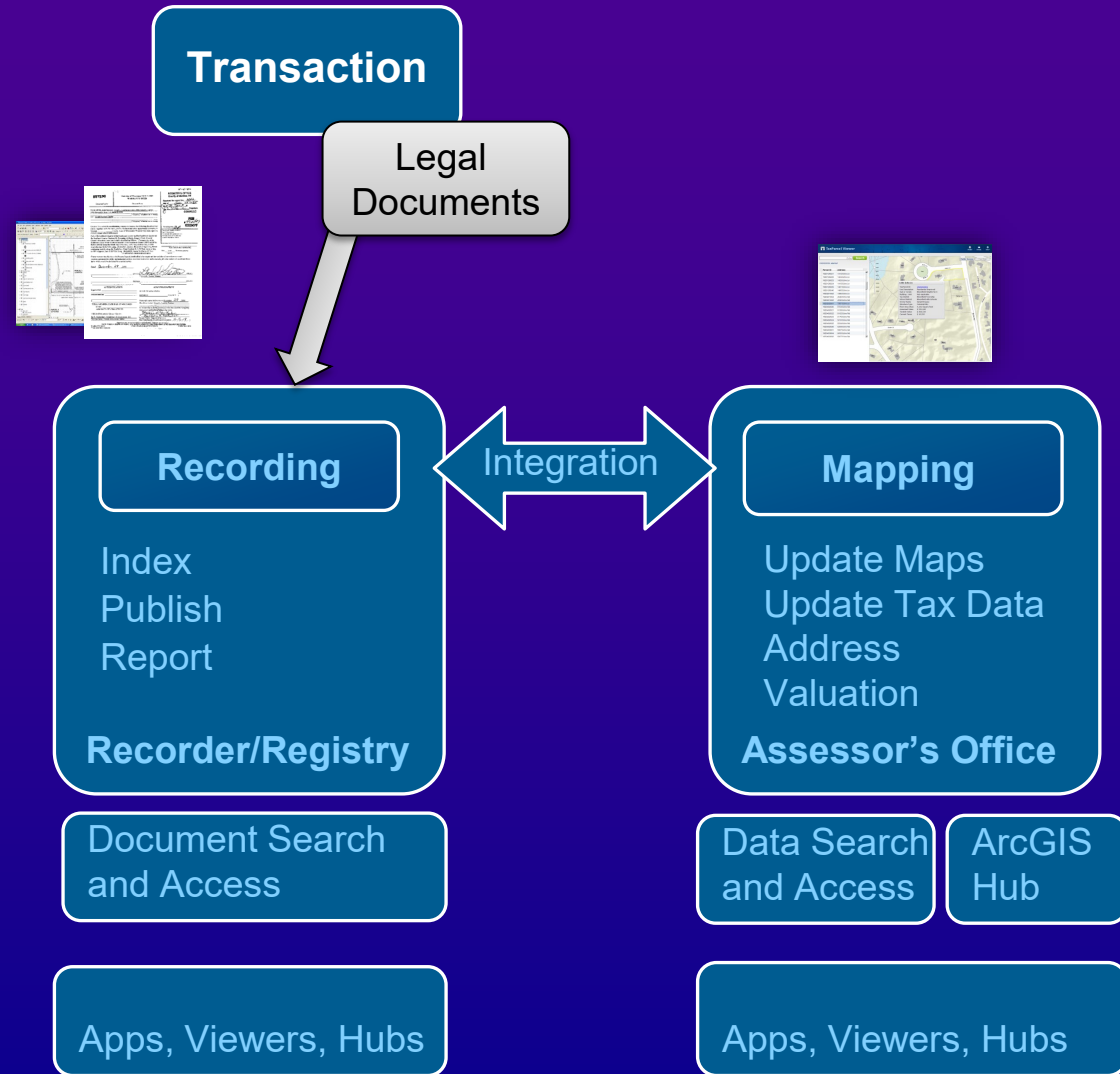 Transaction
Legal
Documents
Recording
Index
Publish
Report
Recorder/Registry
Integration
Mapping
Update Maps
Update Tax Data
Address
Valuation
Assessor’s Office
Document Search
and Access
Data Search
and Access
ArcGIS
Hub
Apps, Viewers, Hubs
Apps, Viewers, Hubs